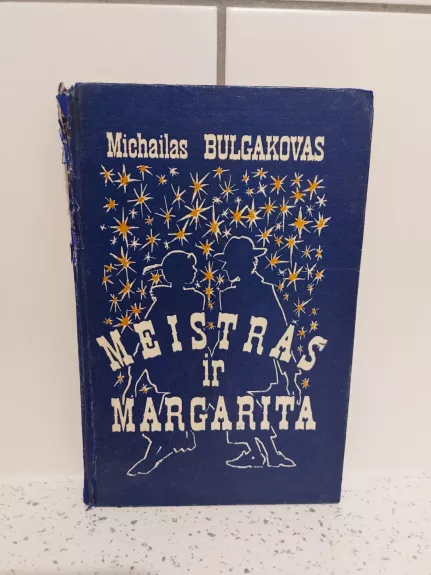 Michailas BULGAKOVAS
MEISTRAS
ir
MARGARITA